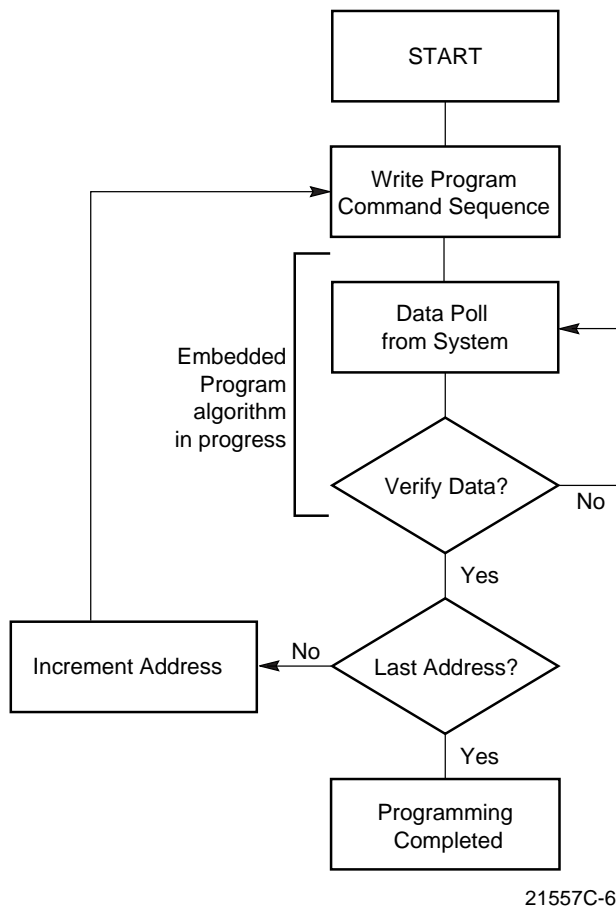 START
Write Program
Command Sequence
Data Poll
from System
Embedded
Program
algorithm
in progress
Verify Data?
No
Yes
No
Increment Address
Last Address?
Yes
Programming
Completed
21557C-6